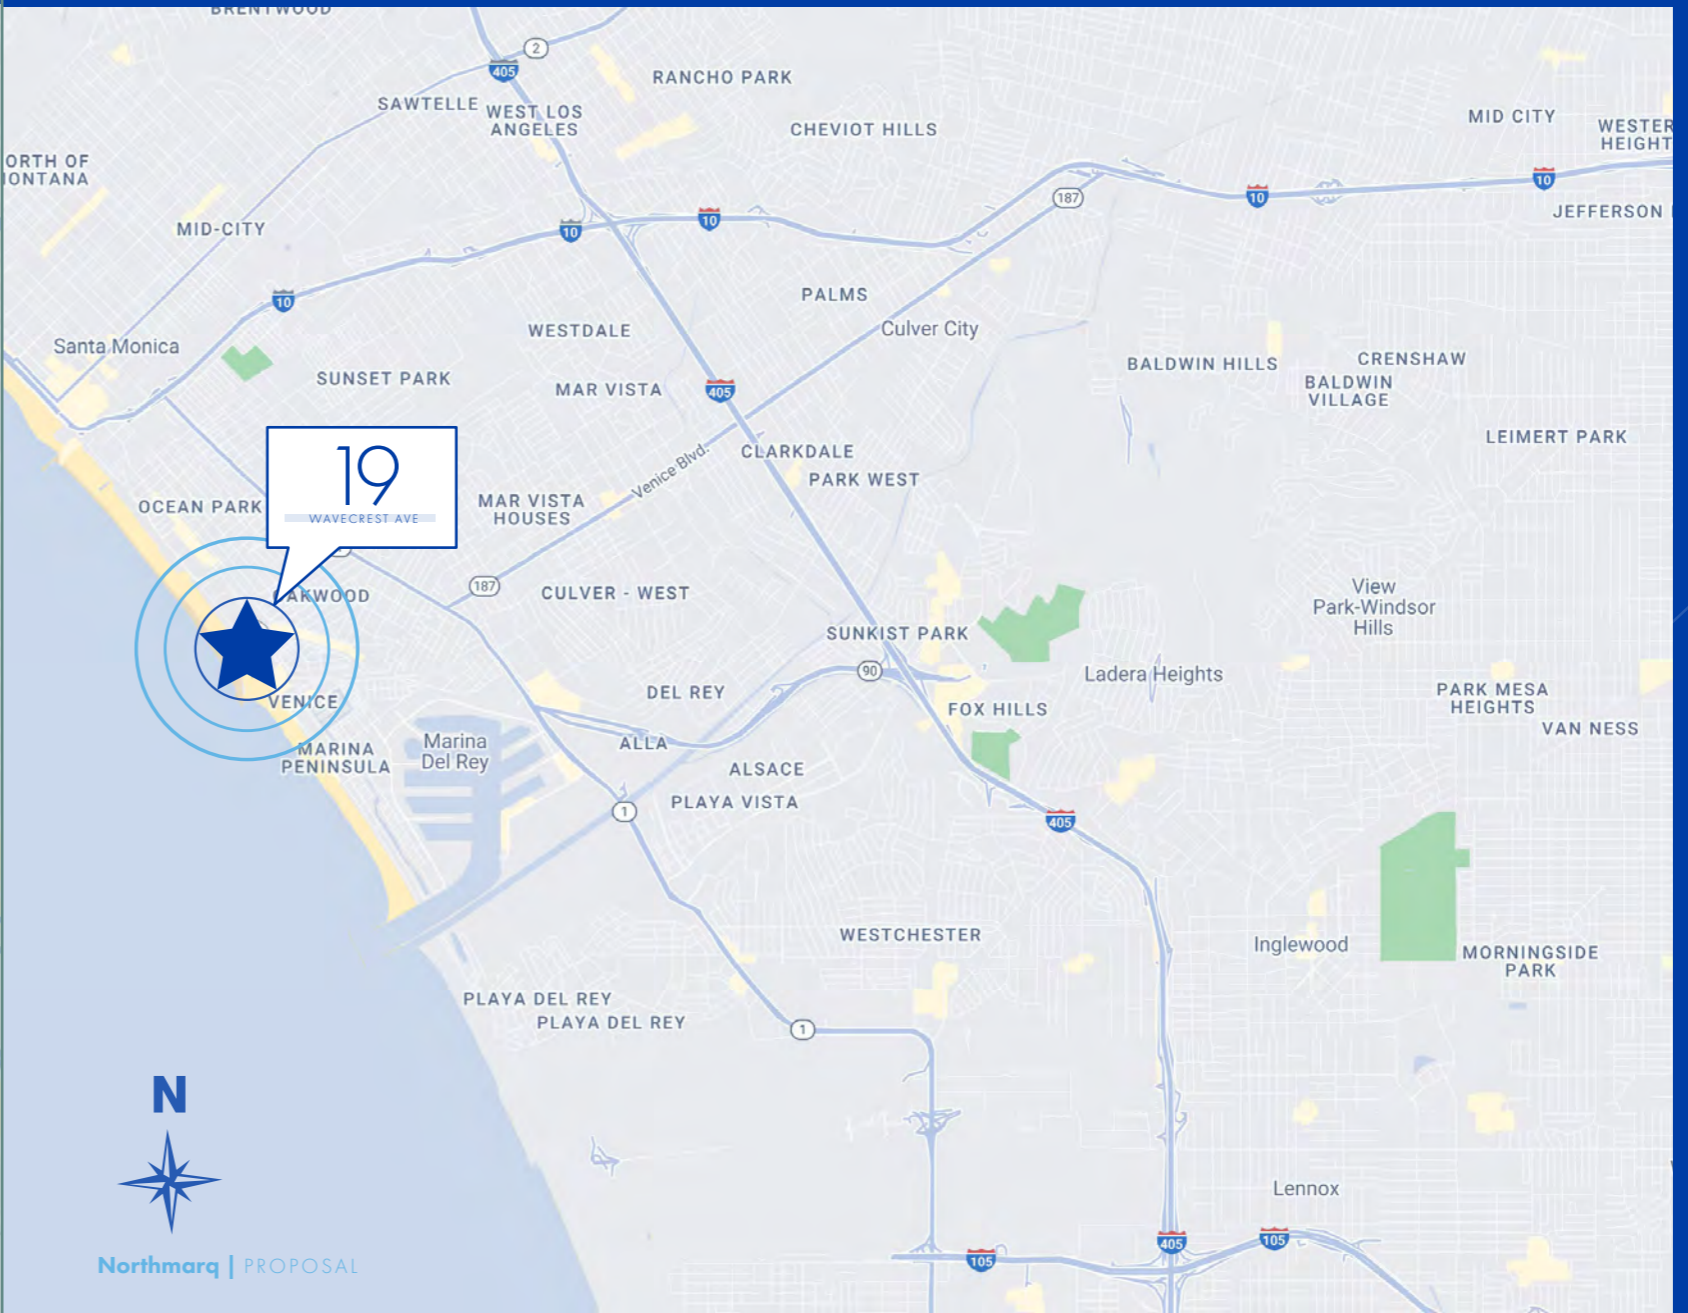 BRENTWOOD
2
405
RANCHO PARK
SAWTELLE
WEST LOS
ANGELES
CHEVIOT HILLS
MID CITY
WESTER
HEIGHT
ORTH OF
ONTANA
10
187
10
10
10
JEFFERSON
MID-CITY
10
PALMS
Culver City
WESTDALE
Santa Monica
SUNSET PARK
MAR VISTA
405
BALDWIN HILLS
CRENSHAW
BALDWIN
VILLAGE
LEIMERT PARK
19
WAVECREST AVE
CLARKDALE
Venice Blvd.
PARK WEST
OCEAN PARK
MAR VISTA
HOUSES
187
CULVER - WEST
OAKWOOD
View
Park-Windsor
Hills
SUNKIST PARK
90
Ladera Heights
DEL REY
VENICE
FOX HILLS
PARK MESA
HEIGHTS
VAN NESS
MARINA
PENINSULA
Marina
Del Rey
ALLA
ALSACE
PLAYA VISTA
1
405
WESTCHESTER
Inglewood
MORNINGSIDE
PARK
PLAYA DEL REY
PLAYA DEL REY
1
N
Lennox
405
105
105
Northmarq | PROPOSAL